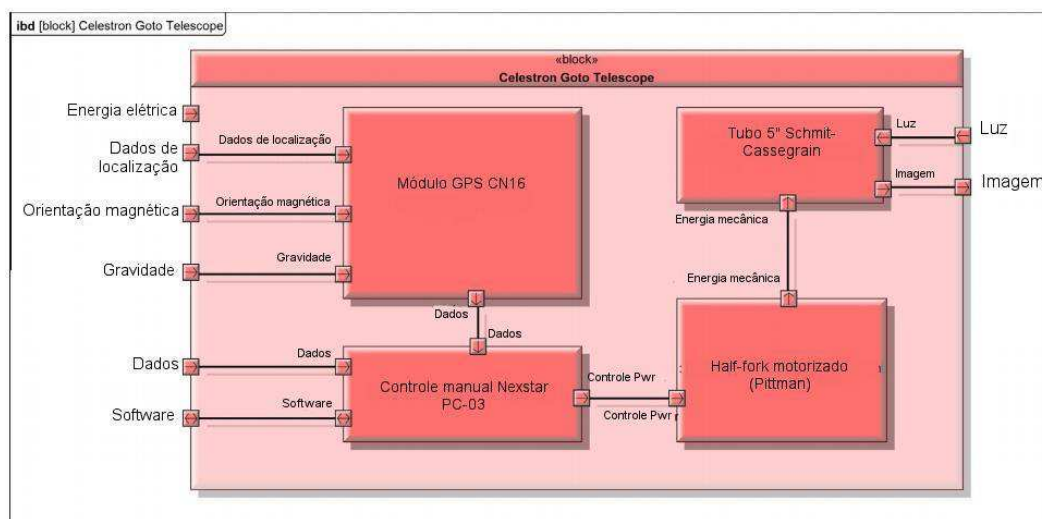 ibd [block] Celestron Goto Telescope
«block»
Celestron Goto Telescope
Energia elétrica
Dados de
localização
Dados de localização
Orientação magnética
Orientação magnética
Gravidade
Gravidade
Módulo GPS CN16
Dados
Dados
Dados
Dados
Software
Software
Controle manual Nexstar
PC-03
Controle Pwr
Controle Pwr
Half-fork motorizado
(Pittman)
Energia mecânica
Energia mecânica
Tubo 5" Schmit-
Cassegrain
Luz
Luz
Imagem
Imagem